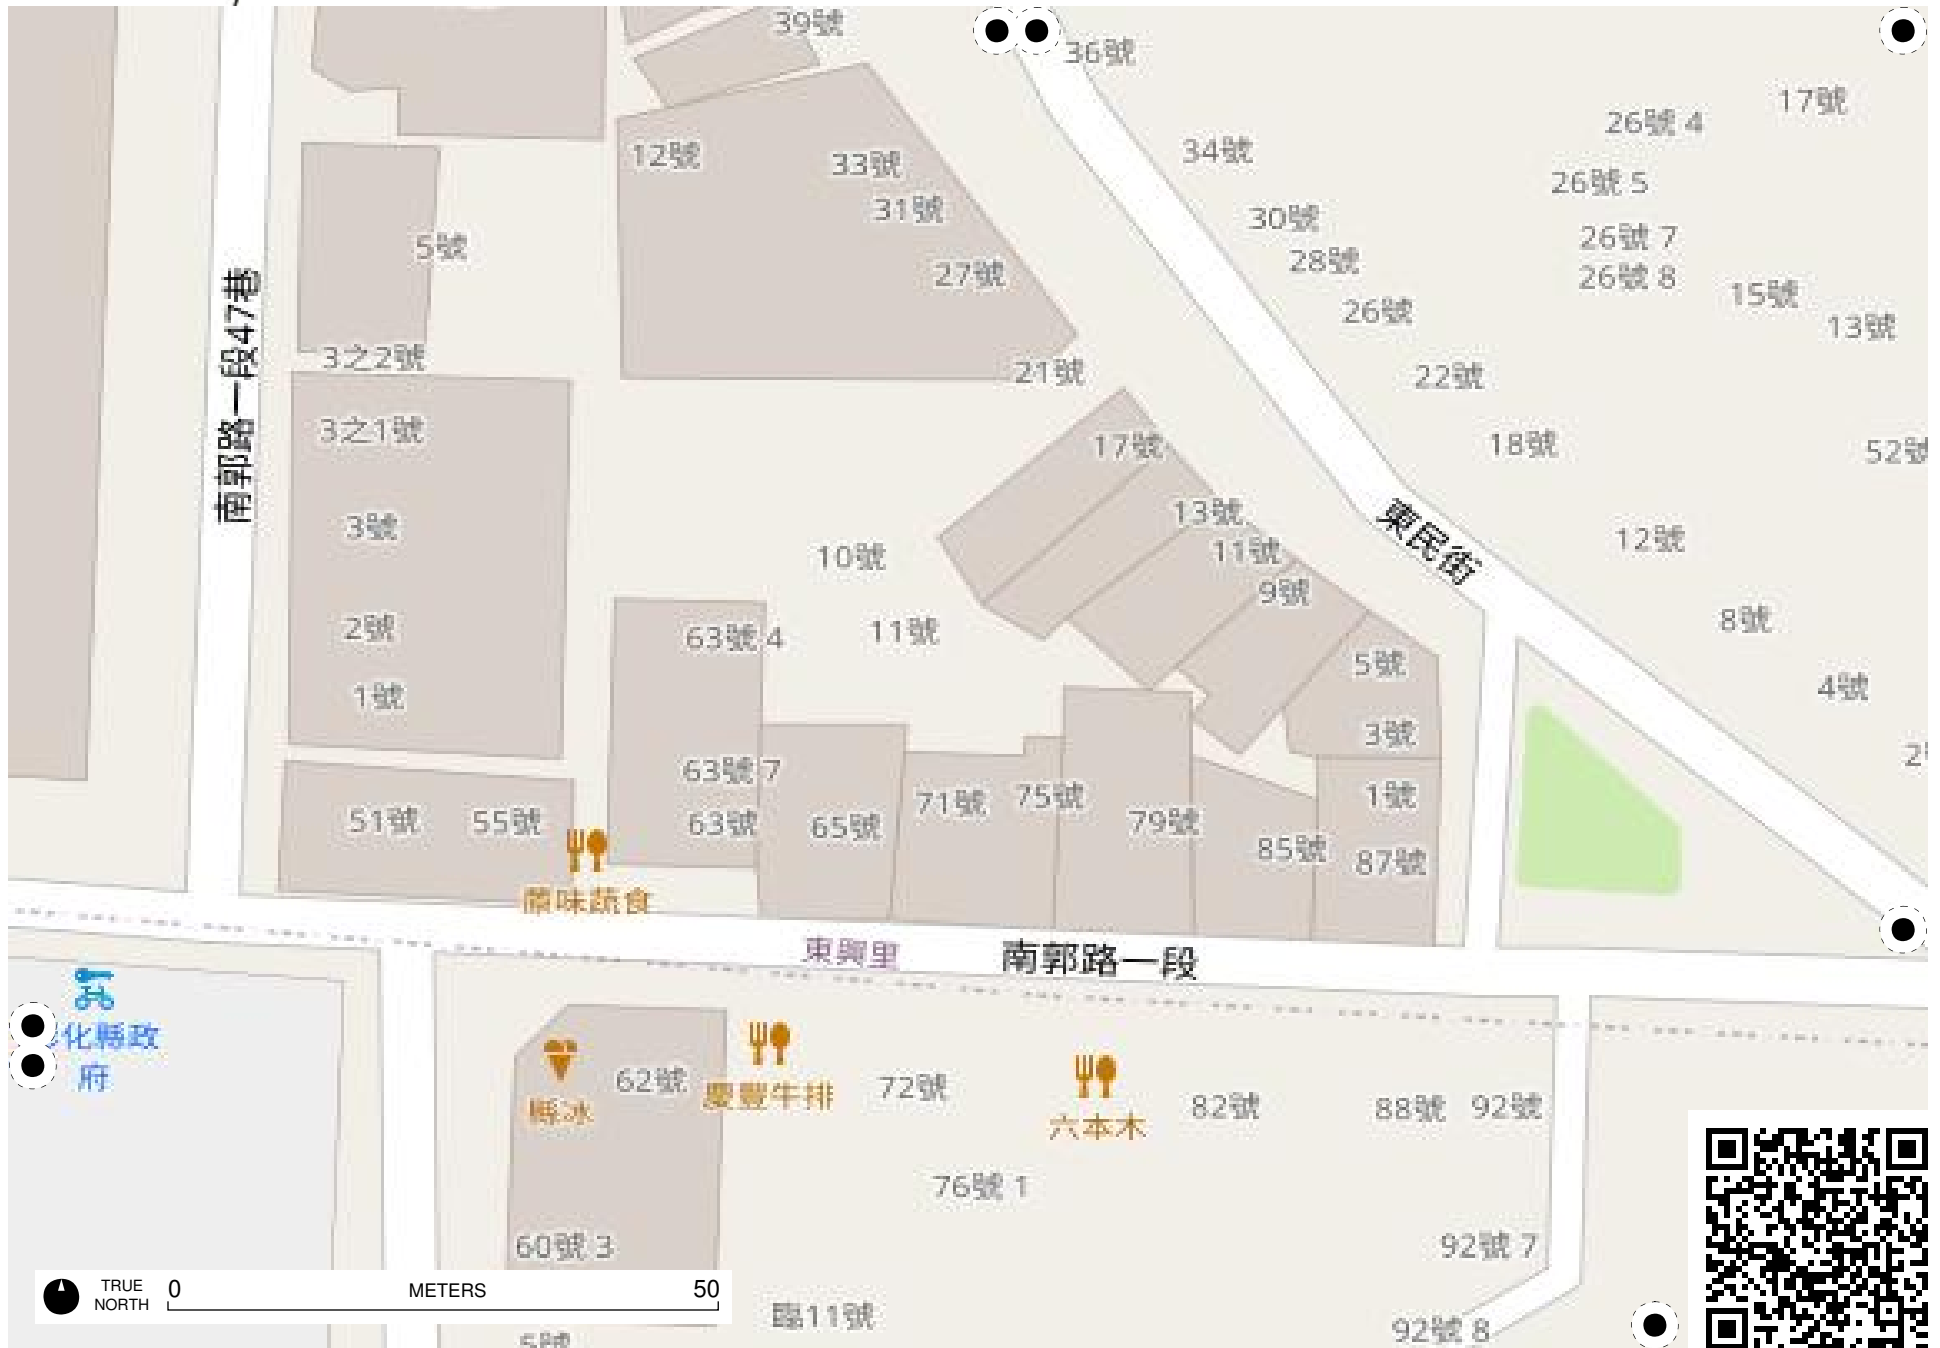 39號
36號
17號
26號 4
34號
12號
33號
26號 5
31號
30號
26號 7
5號
28號
27號
26號 8
15號
26號
13號
3之2號
21號
22號
南郭路一段47巷
3之1號
17號
18號
3號
13號
東民街
12號
10號
11號
9號
2號
63號 4
11號
8號
5號
1號
4號
3號
63號 7
71號
75號
1號
51號
55號
63號
65號
79號
85號
87號
蔬食
東興里
南郭路一段
化縣政
府
62號
慶豐牛排
72號
六本木
82號
88號
92號
縣冰
76號 1
60號 3
92號 7
TRUE
NORTH
0
METERS
50
臨11號
92號 8